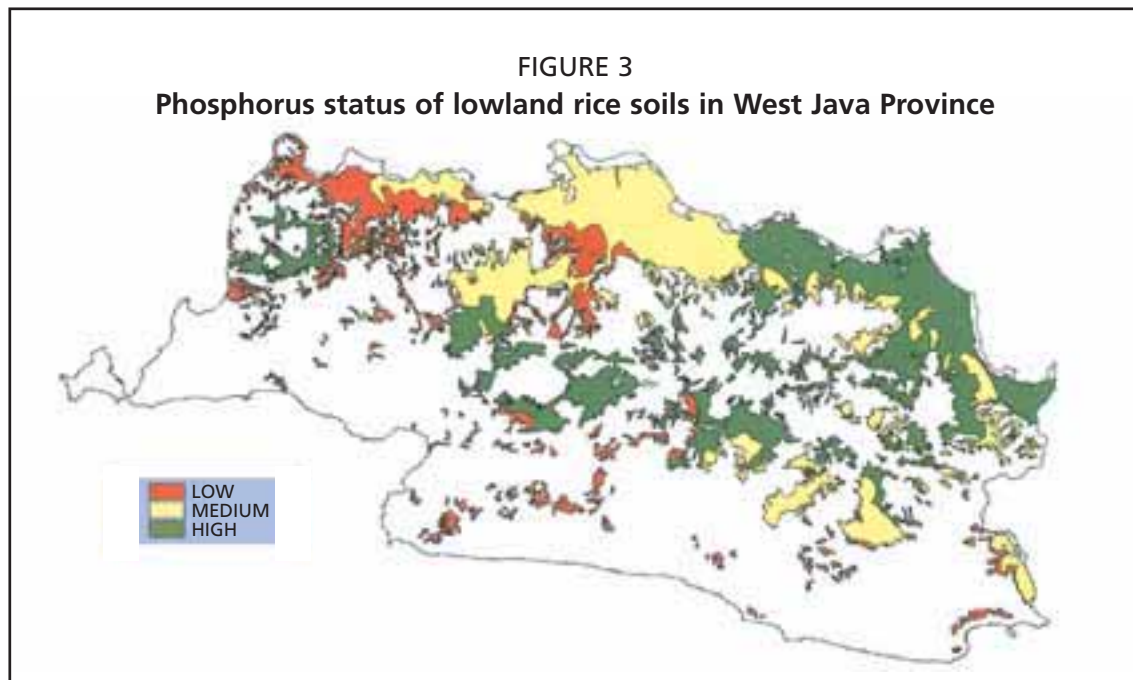 FIGURE 3
Phosphorus status of lowland rice soils in West Java Province
LOW
MEDIUM
HIGH